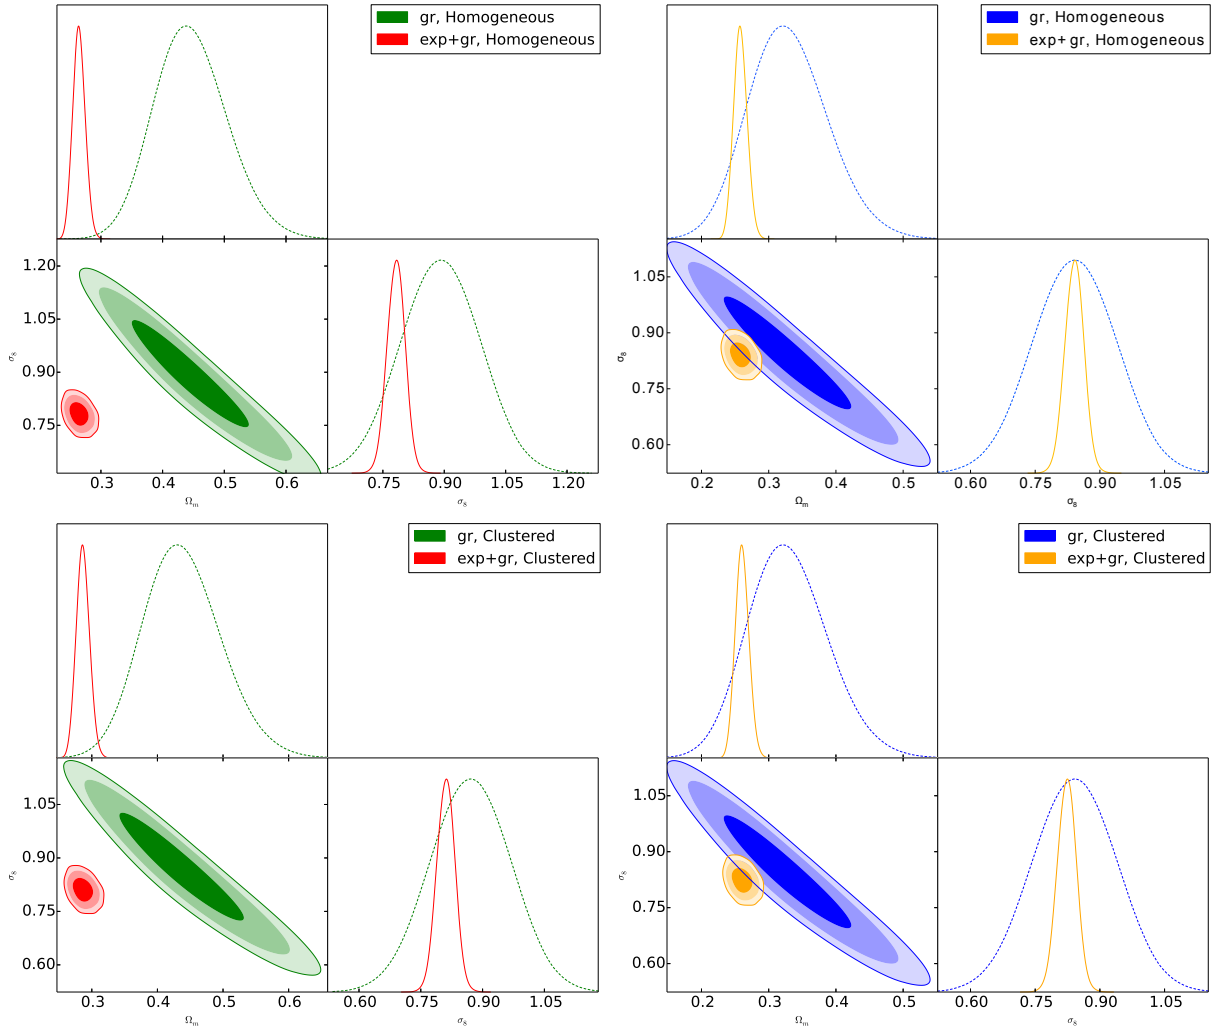 gr, Homogeneous
exp+gr, Homogeneous
1.20
1.05
0.90
0.75
σ₈
0.3 0.4 0.5 0.6
Ωₘ
0.75 0.90 1.05 1.20
σ₈
gr, Homogeneous
exp+gr, Homogeneous
1.05
0.90
0.75
0.60
σ₈
0.2 0.3 0.4 0.5
Ωₘ
0.60 0.75 0.90 1.05
σ₈
gr, Clustered
exp+gr, Clustered
1.05
0.90
0.75
0.60
σ₈
0.3 0.4 0.5 0.6
Ωₘ
0.60 0.75 0.90 1.05
σ₈
gr, Clustered
exp+gr, Clustered
1.05
0.90
0.75
0.60
σ₈
0.2 0.3 0.4 0.5
Ωₘ
0.60 0.75 0.90 1.05
σ₈